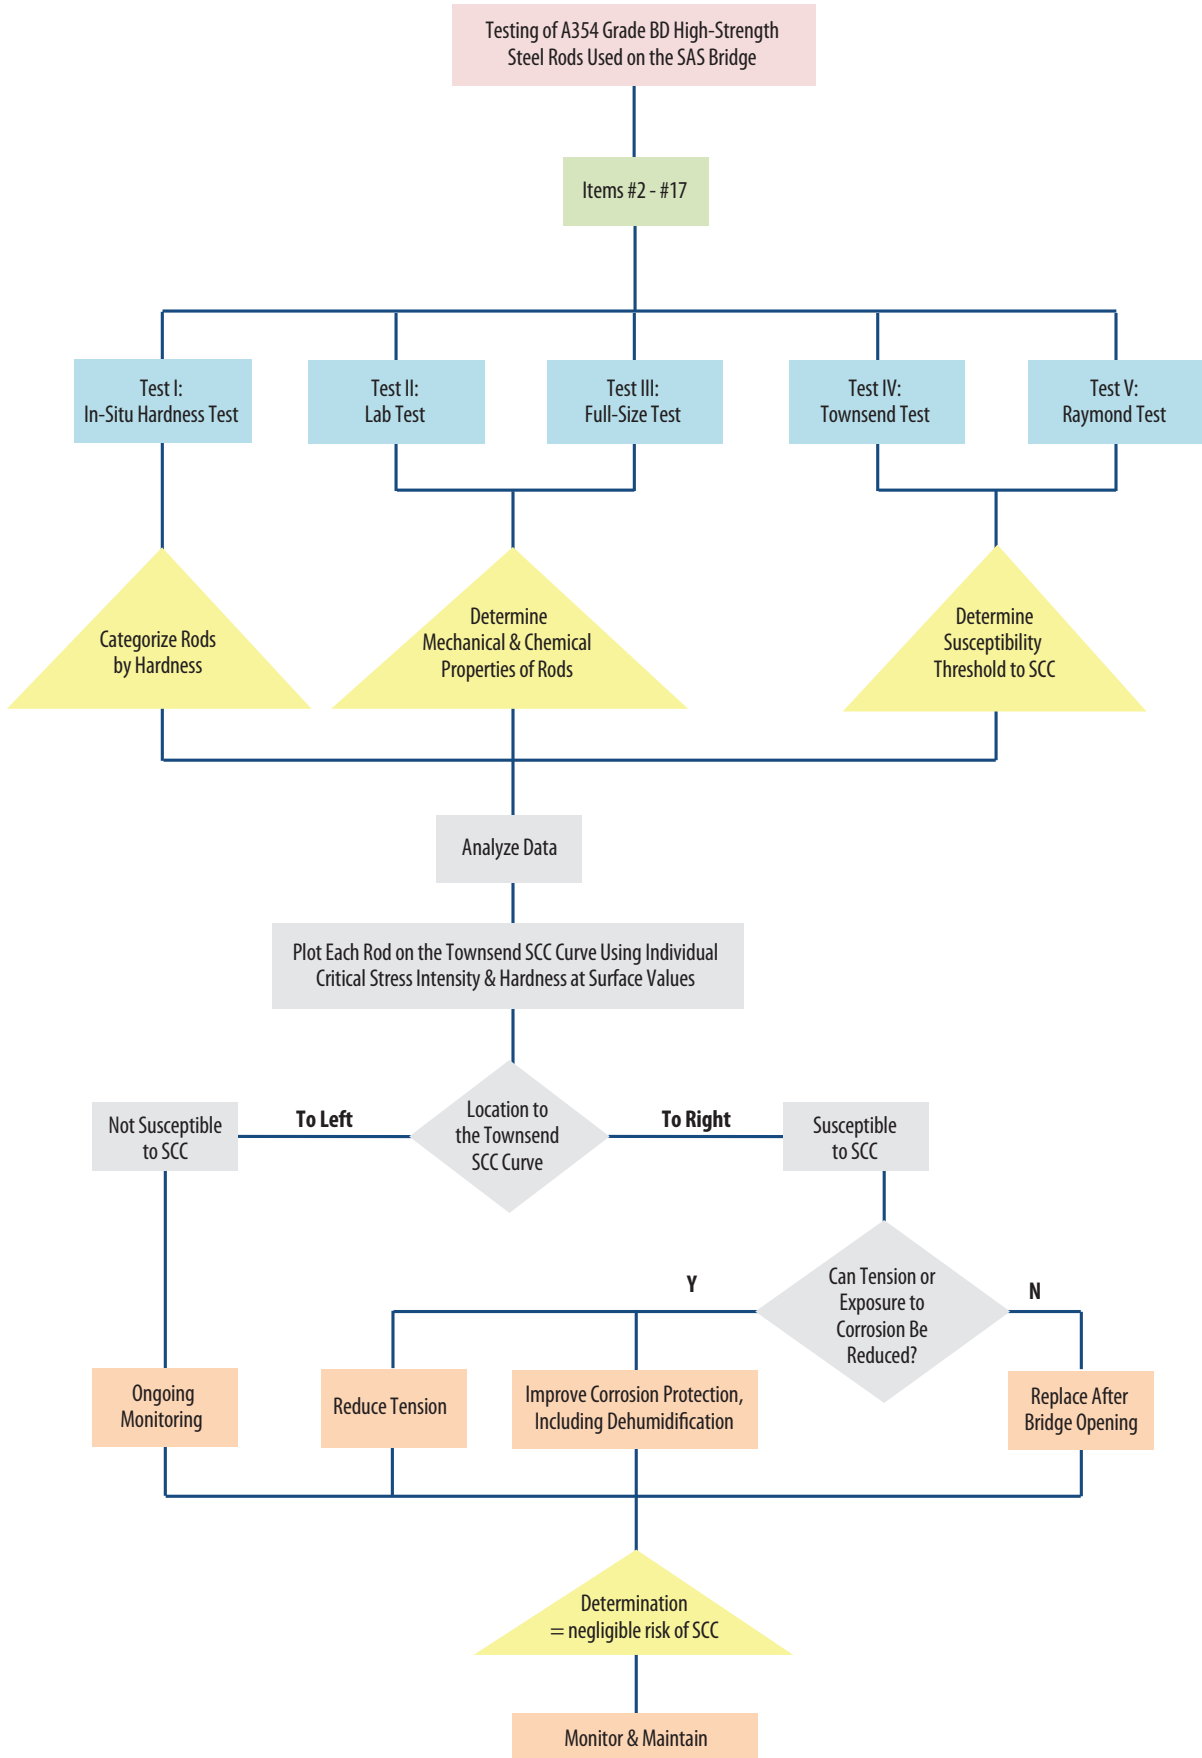 Testing of A354 Grade BD High-Strength
Steel Rods Used on the SAS Bridge
Items #2 - #17
Test I:
In-Situ Hardness Test
Test II:
Lab Test
Test III:
Full-Size Test
Test IV:
Townsend Test
Test V:
Raymond Test
Categorize Rods
by Hardness
Determine
Mechanical & Chemical
Properties of Rods
Determine
Susceptibility
Threshold to SCC
Analyze Data
Plot Each Rod on the Townsend SCC Curve Using Individual
Critical Stress Intensity & Hardness at Surface Values
Not Susceptible
to SCC
To Left
Location to
the Townsend
SCC Curve
To Right
Susceptible
to SCC
Y
Can Tension or
Exposure to
Corrosion Be
Reduced?
N
Ongoing
Monitoring
Reduce Tension
Improve Corrosion Protection,
Including Dehumidification
Replace After
Bridge Opening
Determination
= negligible risk of SCC
Monitor & Maintain